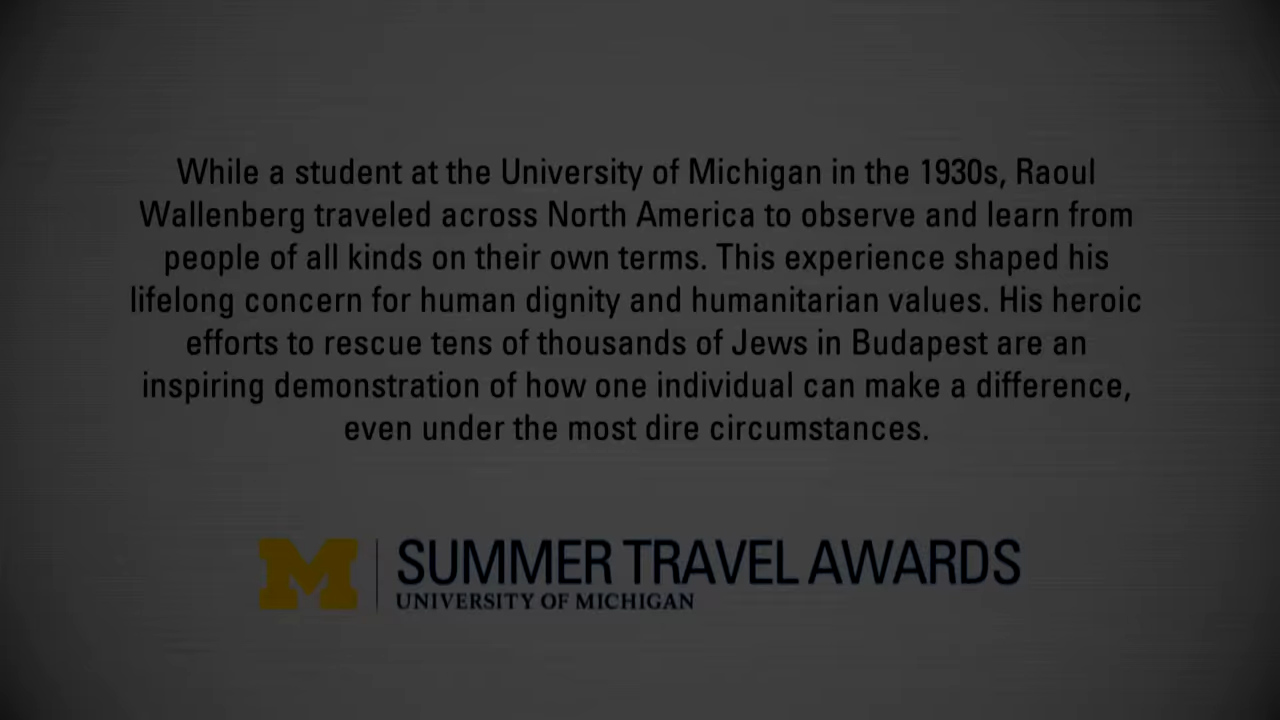 While a student at the University of Michigan in the 1930s, Raoul
Wallenberg traveled across North America to observe and learn from
people of all kinds on their own terms. This experience shaped his
lifelong concern for human dignity and humanitarian values. His heroic
efforts to rescue tens of thousands of Jews in Budapest are an
inspiring demonstration of how one individual can make a difference,
even under the most dire circumstances.
M
SUMMER TRAVEL AWARDS
UNIVERSITY OF MICHIGAN